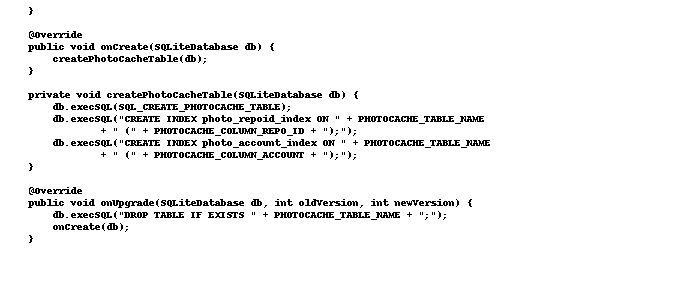 }
@Override
public void onCreate(SQLiteDatabase db) {
createPhotoCacheTable(db);
}
private void createPhotoCacheTable(SQLiteDatabase db) {
db.execSQL(SQL_CREATE_PHOTOCACHE_TABLE);
db.execSQL("CREATE INDEX photo_repoid_index ON " + PHOTOCACHE_TABLE_NAME
+ " (" + PHOTOCACHE_COLUMN_REPO_ID + ");");
db.execSQL("CREATE INDEX photo_account_index ON " + PHOTOCACHE_TABLE_NAME
+ " (" + PHOTOCACHE_COLUMN_ACCOUNT + ");");
}
@Override
public void onUpgrade(SQLiteDatabase db, int oldVersion, int newVersion) {
db.execSQL("DROP TABLE IF EXISTS " + PHOTOCACHE_TABLE_NAME + ";");
onCreate(db);
}